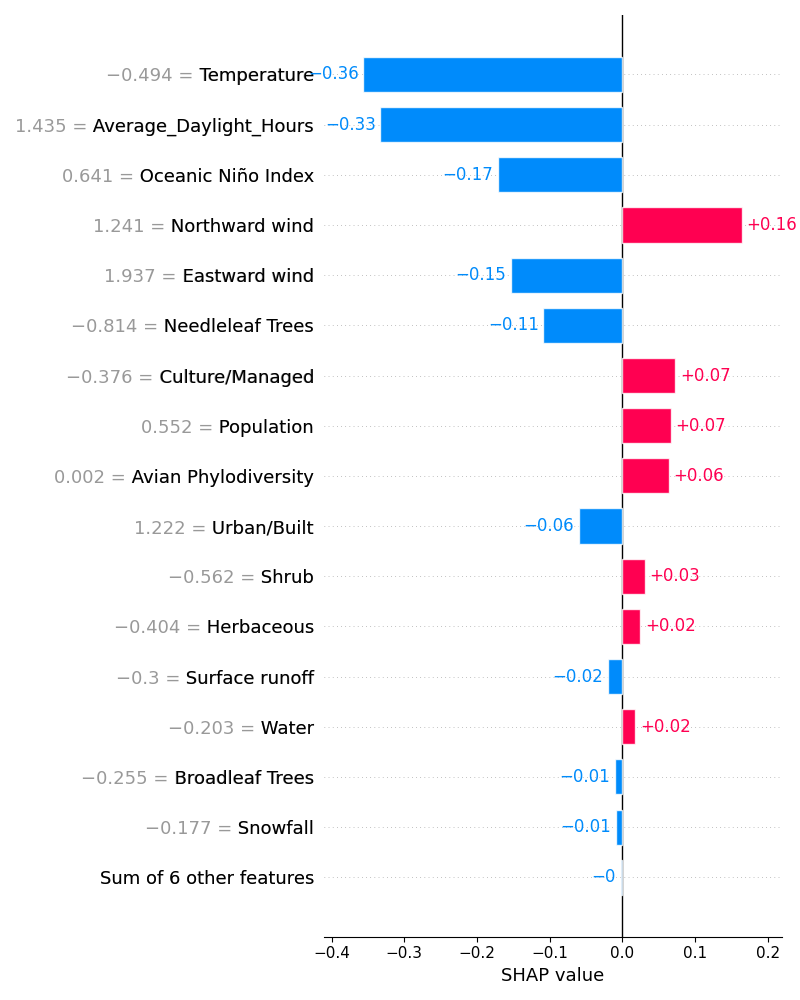 −0.494 = Temperature −0.36
1.435 = Average_Daylight_Hours −0.33
0.641 = Oceanic Niño Index −0.17
1.241 = Northward wind +0.16
1.937 = Eastward wind −0.15
−0.814 = Needleleaf Trees −0.11
−0.376 = Culture/Managed +0.07
0.552 = Population +0.07
0.002 = Avian Phylodiversity +0.06
1.222 = Urban/Built −0.06
−0.562 = Shrub +0.03
−0.404 = Herbaceous +0.02
−0.3 = Surface runoff −0.02
−0.203 = Water +0.02
−0.255 = Broadleaf Trees −0.01
−0.177 = Snowfall −0.01
Sum of 6 other features −0
−0.4 −0.3 −0.2 −0.1 0.0 0.1 0.2
SHAP value